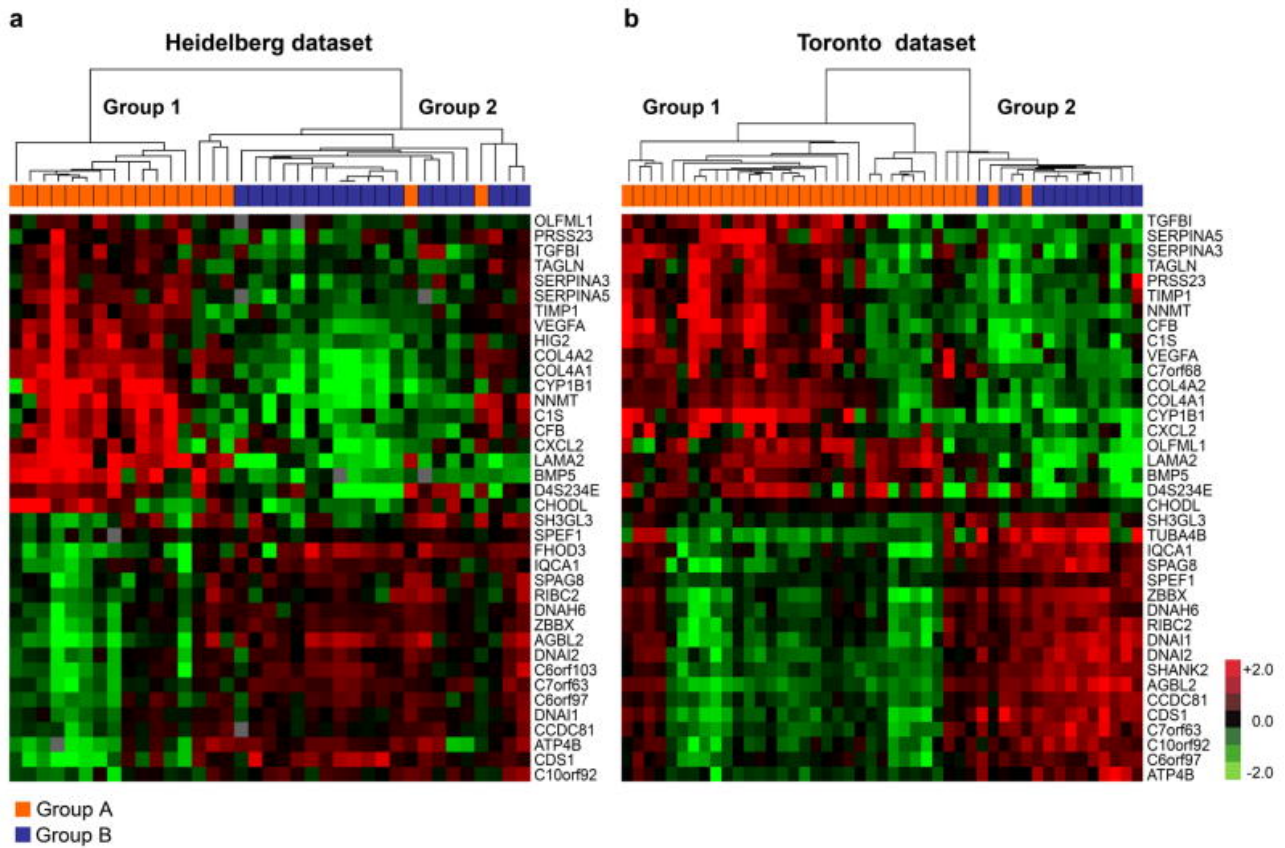 a
Heidelberg dataset
Group 1
Group 2
OLFML1
PRSS23
TGFBI
TAGLN
SERPINA3
SERPINA5
TIMP1
VEGFA
HIG2
COL4A2
COL4A1
CYP1B1
NNMT
C1S
CFB
CXCL2
LAMA2
BMP5
D4S234E
CHODL
SH3GL3
SPEF1
FHOD3
IQCA1
SPAG8
RIBC2
DNAH6
ZBBX
AGBL2
DNAI2
C6orf103
C7orf63
C6orf97
DNAI1
CCDC81
ATP4B
CDS1
C10orf92
Group A
Group B
b
Toronto dataset
Group 1
Group 2
TGFBI
SERPINA5
SERPINA3
TAGLN
PRSS23
TIMP1
NNMT
CFB
C1S
VEGFA
C7orf68
COL4A2
COL4A1
CYP1B1
CXCL2
OLFML1
LAMA2
BMP5
D4S234E
CHODL
SH3GL3
TUBA4B
IQCA1
SPAG8
SPEF1
ZBBX
DNAH6
RIBC2
DNAI1
DNAI2
SHANK2
AGBL2
CCDC81
CDS1
C7orf63
C10orf92
C6orf97
ATP4B
+2.0
0.0
-2.0